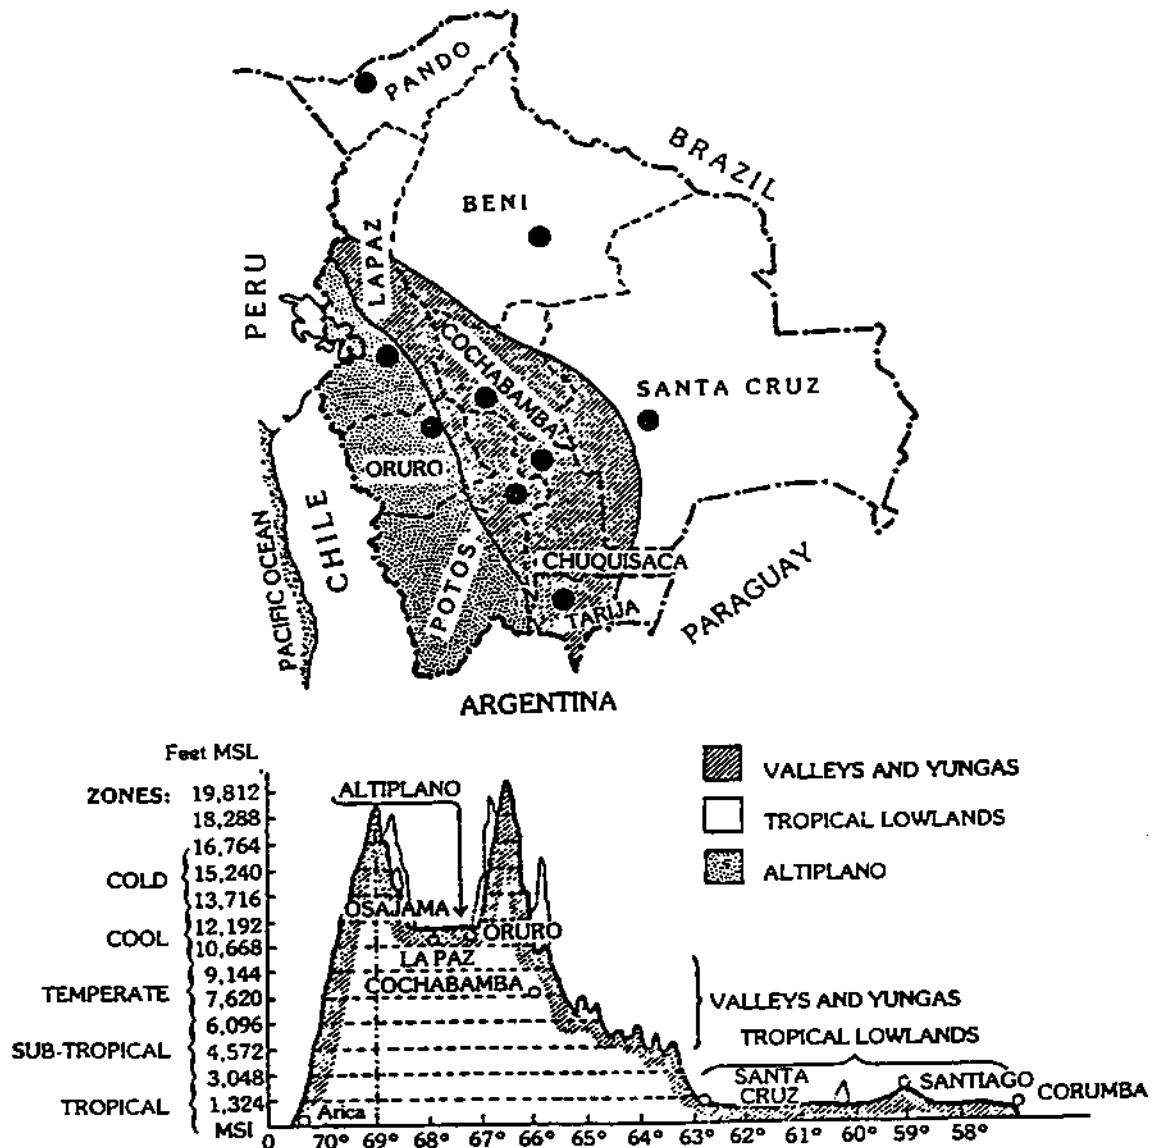 PANDO
BRAZIL
BENI
LAPAZ
PERU
COCHABAMBA
SANTA CRUZ
ORURO
CHILE
PACIFIC OCEAN
POTOSI
CHUQUISACA
TARIJA
PARAGUAY
ARGENTINA
Feet MSL
VALLEYS AND YUNGAS
TROPICAL LOWLANDS
ALTIPLANO
ZONES:
ALTIPLANO
19,812
18,288
16,764
15,240
13,716
12,192
10,668
9,144
7,620
6,096
4,572
3,048
1,324
MSl
COLD
COOL
TEMPERATE
SUB-TROPICAL
TROPICAL
OSAJAMA
ORURO
LA PAZ
COCHABAMBA
VALLEYS AND YUNGAS
TROPICAL LOWLANDS
SANTA
CRUZ
SANTIAGO
CORUMBA
Arica
0 70° 69° 68° 67° 66° 65° 64° 63° 62° 61° 60° 59° 58°